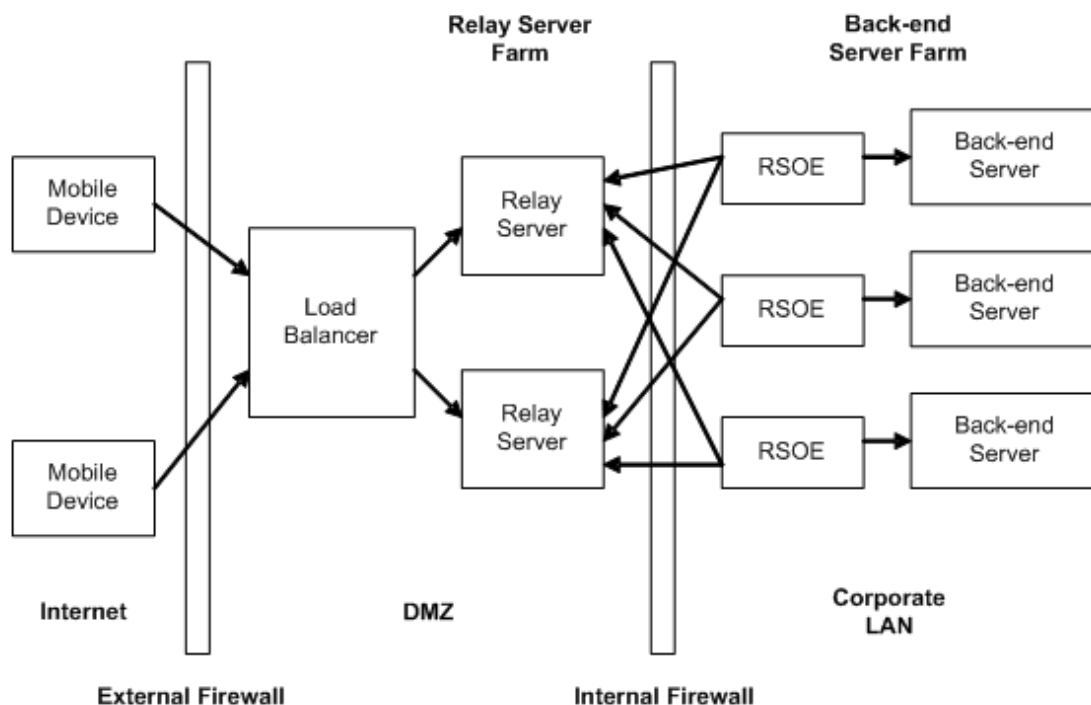 Relay Server
Farm
Back-end
Server Farm
Mobile
Device
Load
Balancer
Relay
Server
RSOE
Back-end
Server
RSOE
Back-end
Server
Mobile
Device
Relay
Server
RSOE
Back-end
Server
Internet
DMZ
Corporate
LAN
External Firewall
Internal Firewall